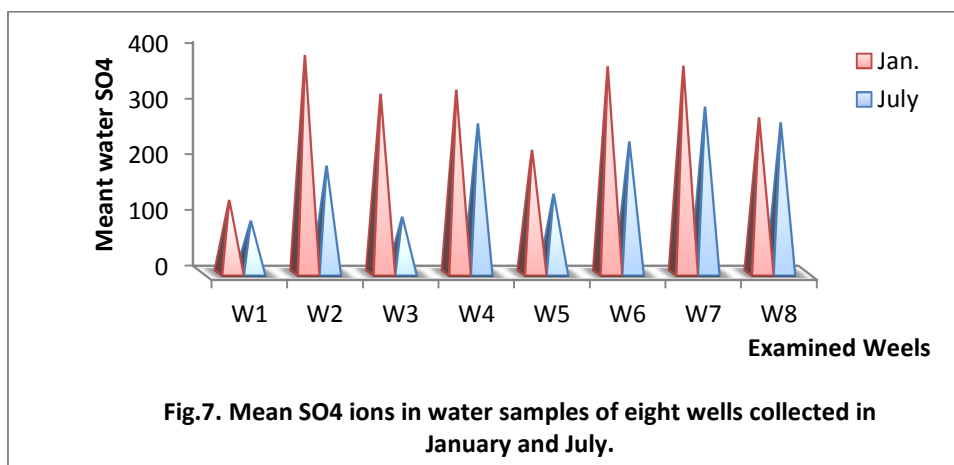 400
300
200
100
0
Meant water SO4
Jan.
July
W1 W2 W3 W4 W5 W6 W7 W8
Examined Weels
Fig.7. Mean SO4 ions in water samples of eight wells collected in
January and July.